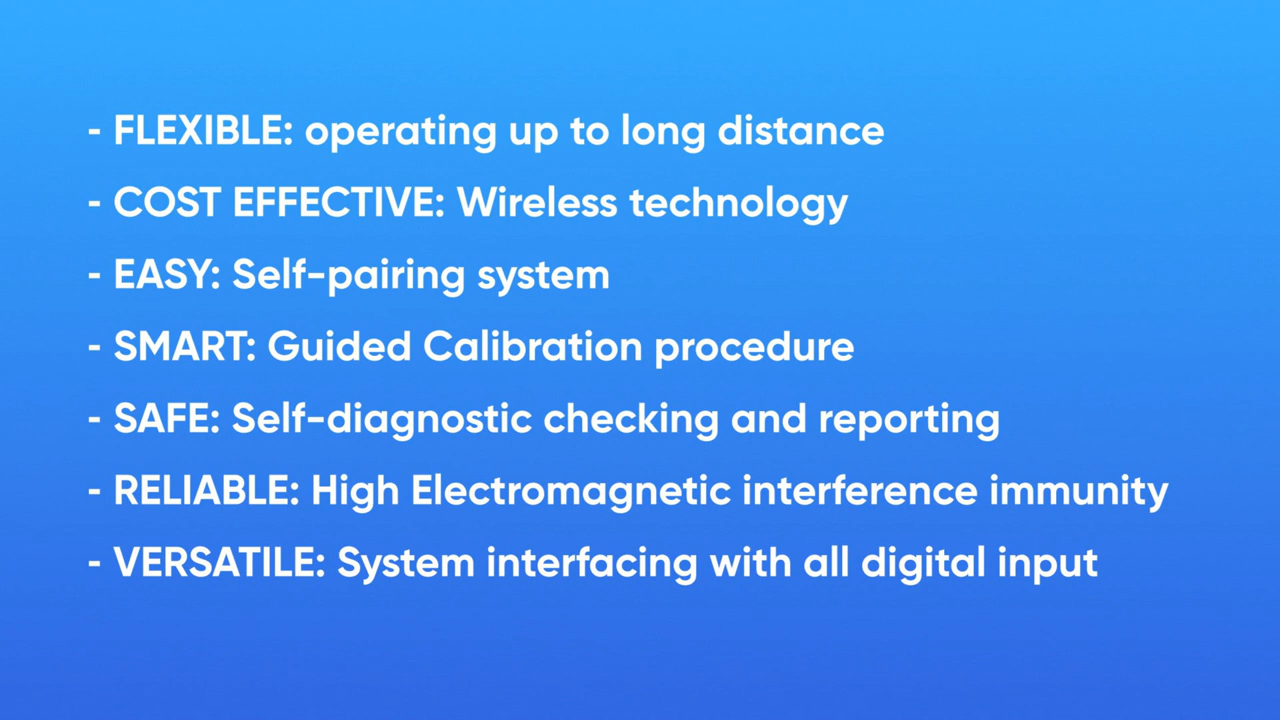 - FLEXIBLE: operating up to long distance
- COST EFFECTIVE: Wireless technology
- EASY: Self-pairing system
- SMART: Guided Calibration procedure
- SAFE: Self-diagnostic checking and reporting
- RELIABLE: High Electromagnetic interference immunity
- VERSATILE: System interfacing with all digital input